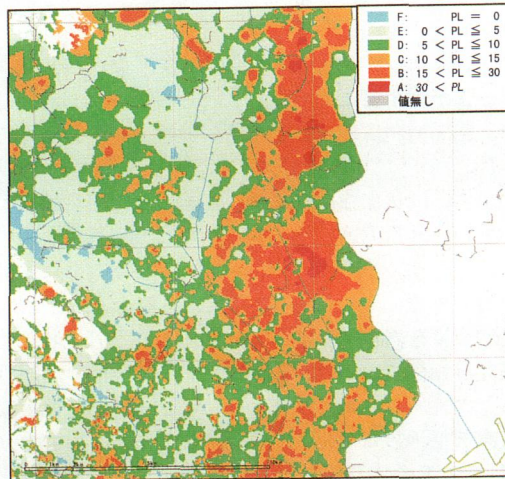 F: PL = 0
E: 0 < PL ≦ 5
D: 5 < PL ≦ 10
C: 10 < PL ≦ 15
B: 15 < PL ≦ 30
A: 30 < PL
値無し